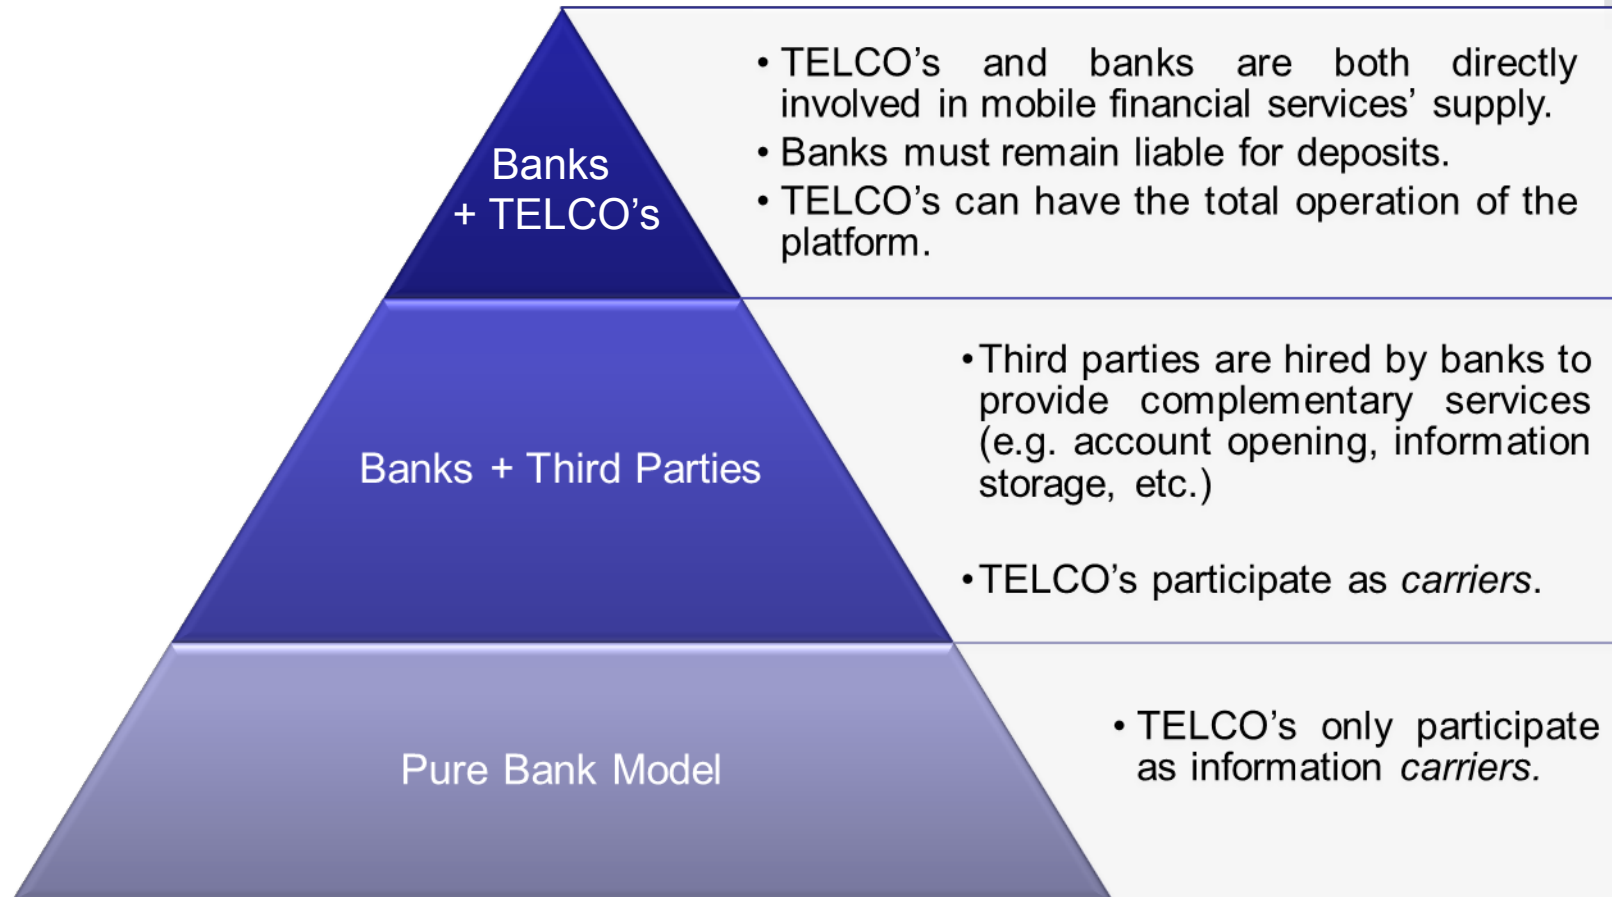 Banks
+ TELCO’s
• TELCO’s and banks are both directly
involved in mobile financial services’ supply.
• Banks must remain liable for deposits.
• TELCO’s can have the total operation of the
platform.
Banks + Third Parties
•Third parties are hired by banks to
provide complementary services
(e.g. account opening, information
storage, etc.)
•TELCO’s participate as carriers.
Pure Bank Model
• TELCO’s only participate
as information carriers.